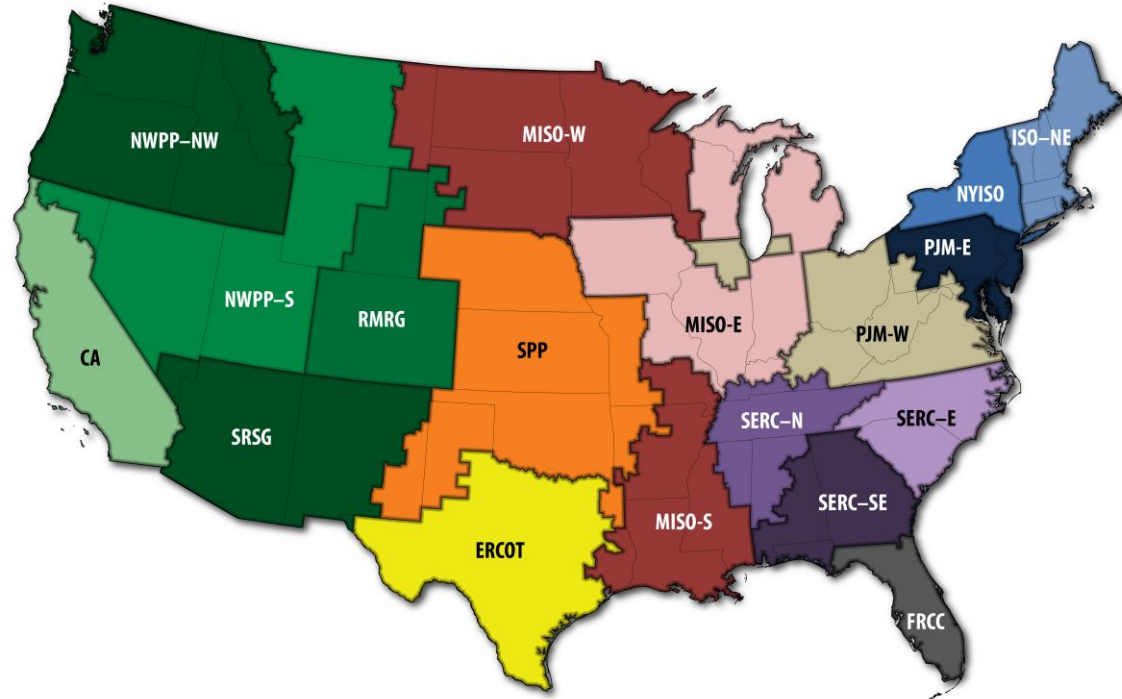 NWPP–NW
MISO-W
ISO–NE
NYISO
PJM-E
NWPP–S
RMRG
MISO-E
PJM-W
CA
SPP
SRSG
SERC–N
SERC–E
SERC–SE
MISO-S
ERCOT
FRCC